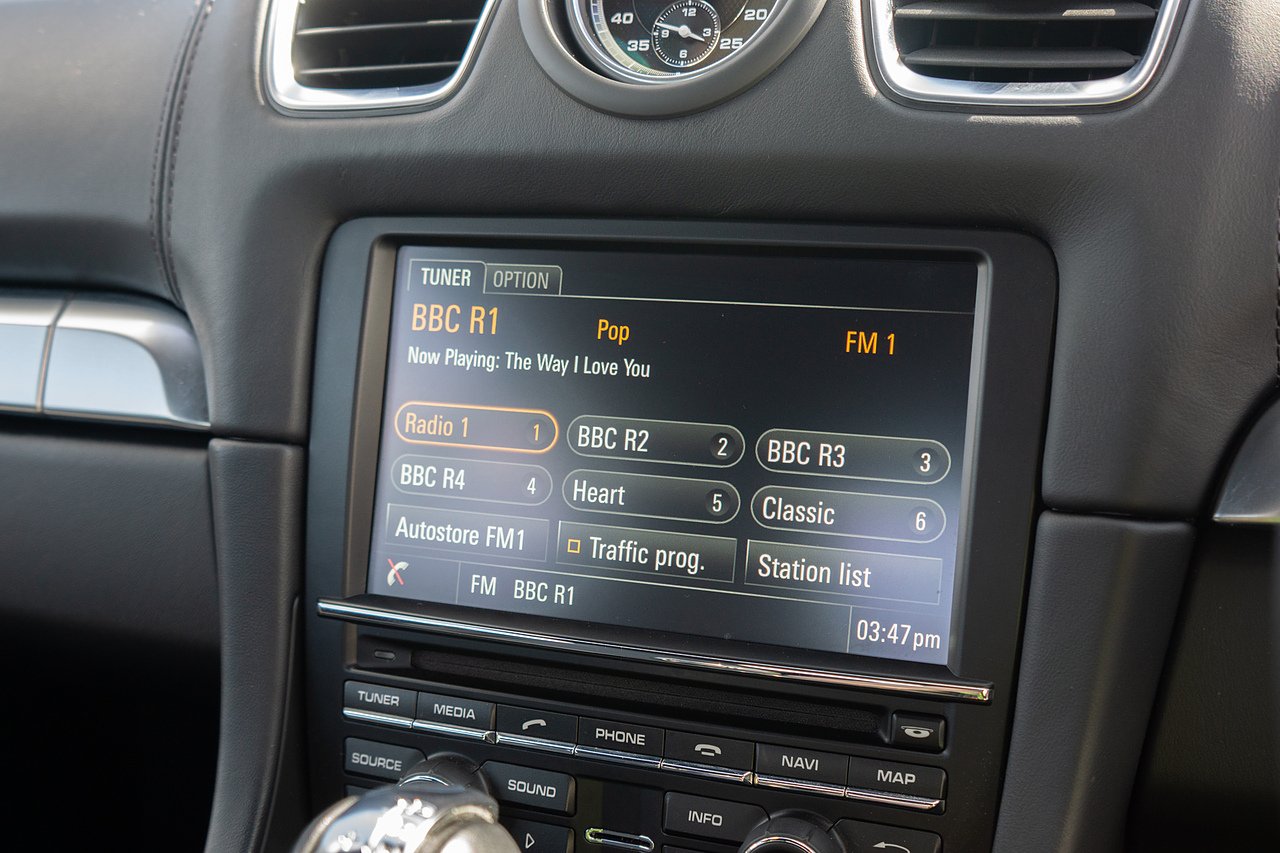 40 12 20
9 3
35 6 25
TUNER OPTION
BBC R1 Pop FM 1
Now Playing: The Way I Love You
Radio 1 1 BBC R2 2 BBC R3 3
BBC R4 4 Heart 5 Classic 6
Autostore FM1 Traffic prog. Station list
FM BBC R1
03:47pm
TUNER MEDIA PHONE NAVI MAP
SOURCE SOUND INFO